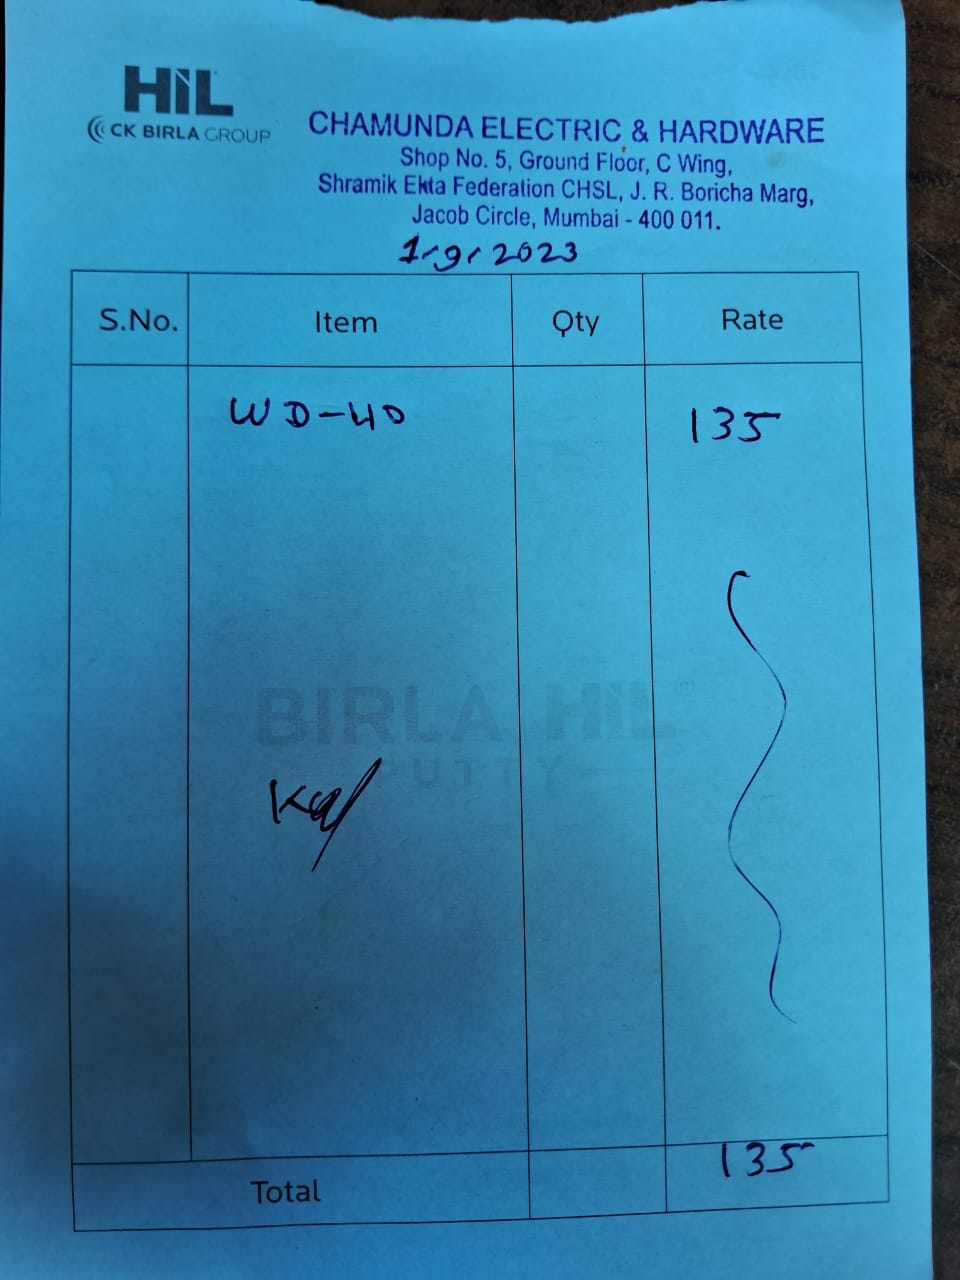 HiL
CK BIRLA GROUP
CHAMUNDA ELECTRIC & HARDWARE
Shop No. 5, Ground Floor, C Wing,
Shramik Ekta Federation CHSL, J. R. Boricha Marg,
Jacob Circle, Mumbai - 400 011.
1/9/2023
S.No. Item Qty Rate
WD-40 135
BIRLA HiL
PUTTY
135
Total